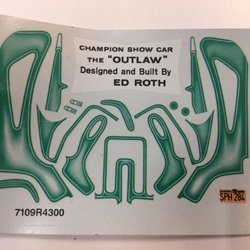 CHAMPION SHOW CAR
THE "OUTLAW"
Designed and Built By
ED ROTH
SPH 284
7109R4300